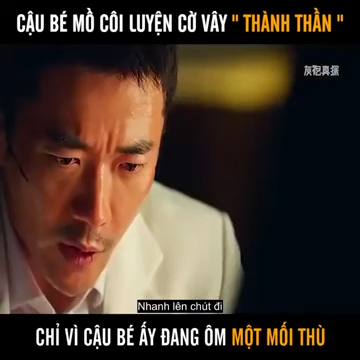 CẬU BÉ MỒ CÔI LUYỆN CỜ VÂY " THÀNH THẦN "
灰砲真探
Nhanh lên chút đi
CHỈ VÌ CẬU BÉ ẤY ĐANG ÔM MỘT MỐI THÙ